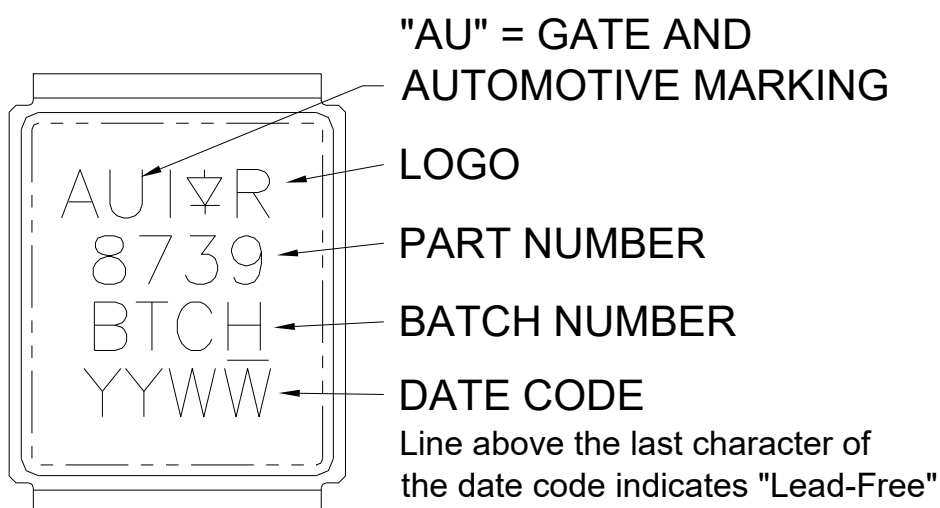 "AU" = GATE AND
AUTOMOTIVE MARKING
AUI R
LOGO
8739
PART NUMBER
BTCH
BATCH NUMBER
YYWW
DATE CODE
Line above the last character of
the date code indicates "Lead-Free"